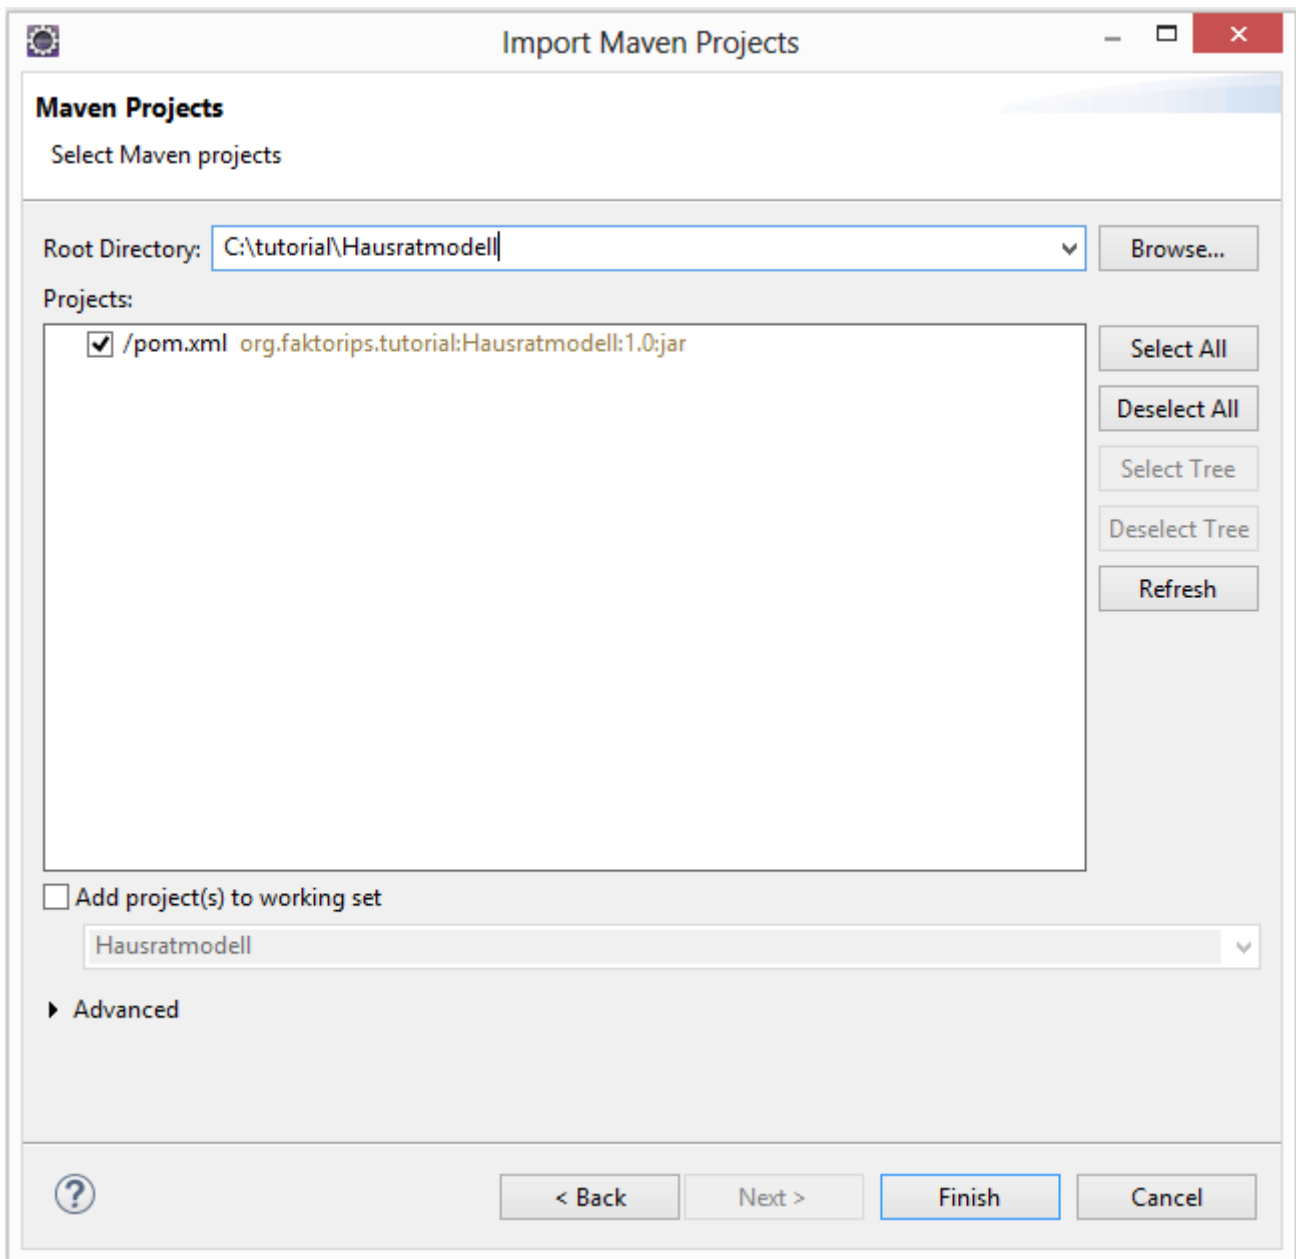 Import Maven Projects
Maven Projects
Select Maven projects
Root Directory: C:\tutorial\Hausratmodell Browse...
Projects:
/pom.xml org.faktorips.tutorial:Hausratmodell:1.0:jar
Select All
Deselect All
Select Tree
Deselect Tree
Refresh
Add project(s) to working set
Hausratmodell
Advanced
< Back Next > Finish Cancel